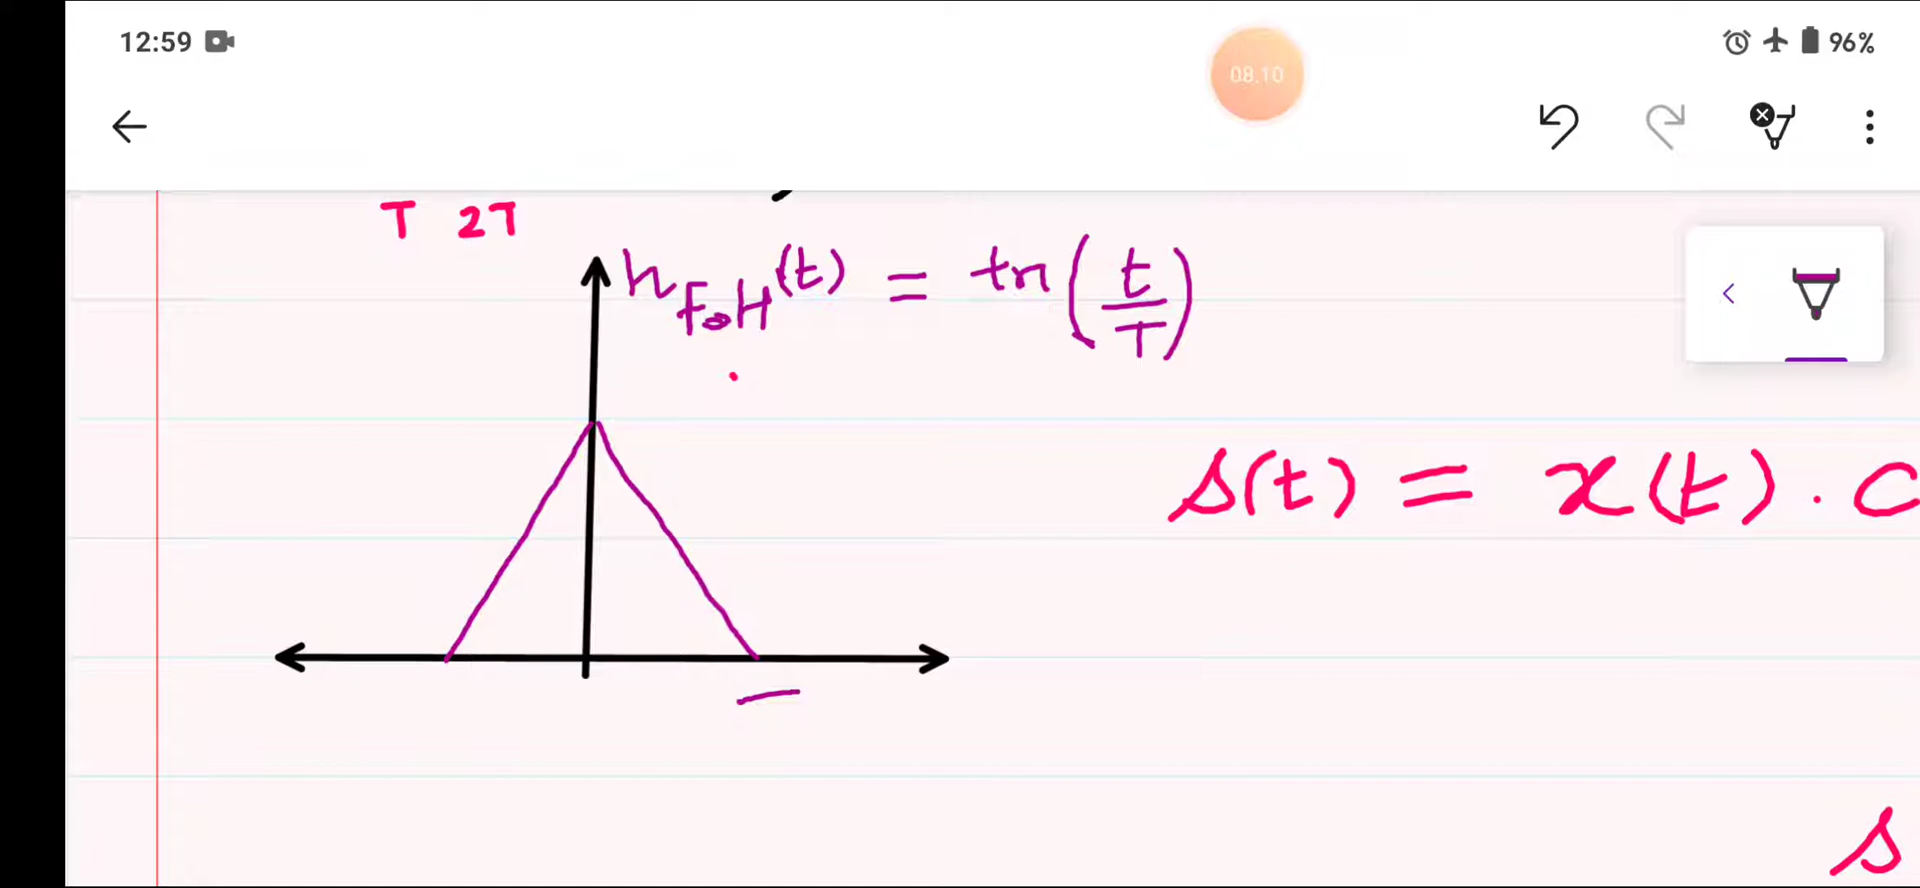 12:59
08.10
96%
T 2T
h_FOH(t) = tri(t/T)
s(t) = x(t) . c
s